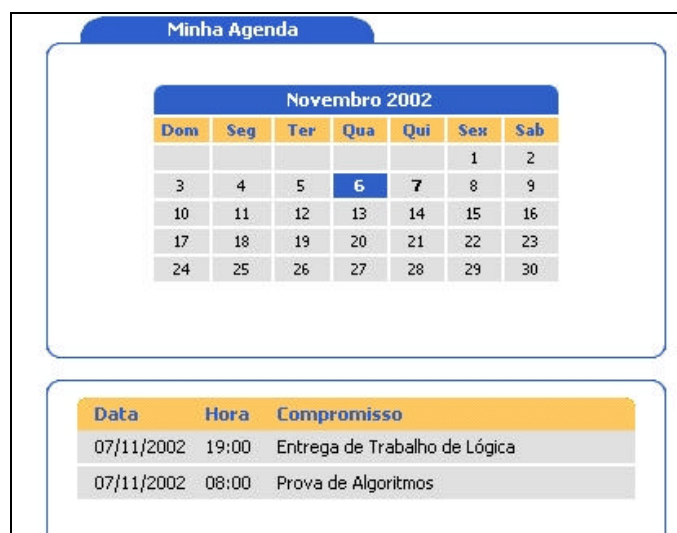 Minha Agenda
Novembro 2002
Dom Seg Ter Qua Qui Sex Sab
1 2
3 4 5 6 7 8 9
10 11 12 13 14 15 16
17 18 19 20 21 22 23
24 25 26 27 28 29 30
Data Hora Compromisso
07/11/2002 19:00 Entrega de Trabalho de Lógica
07/11/2002 08:00 Prova de Algoritmos